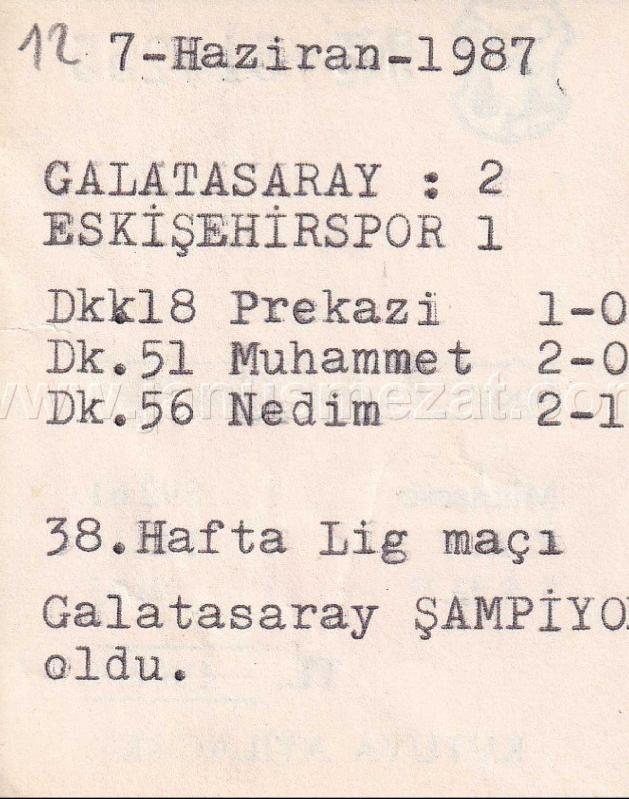 12 7-Haziran-1987
GALATASARAY : 2
ESKİŞEHİRSPOR 1
Dkk18 Prekazi 1-0
Dk.51 Muhammet 2-0
Dk.56 Nedim 2-1
38.Hafta Lig maçı
Galatasaray ŞAMPİYO
oldu.